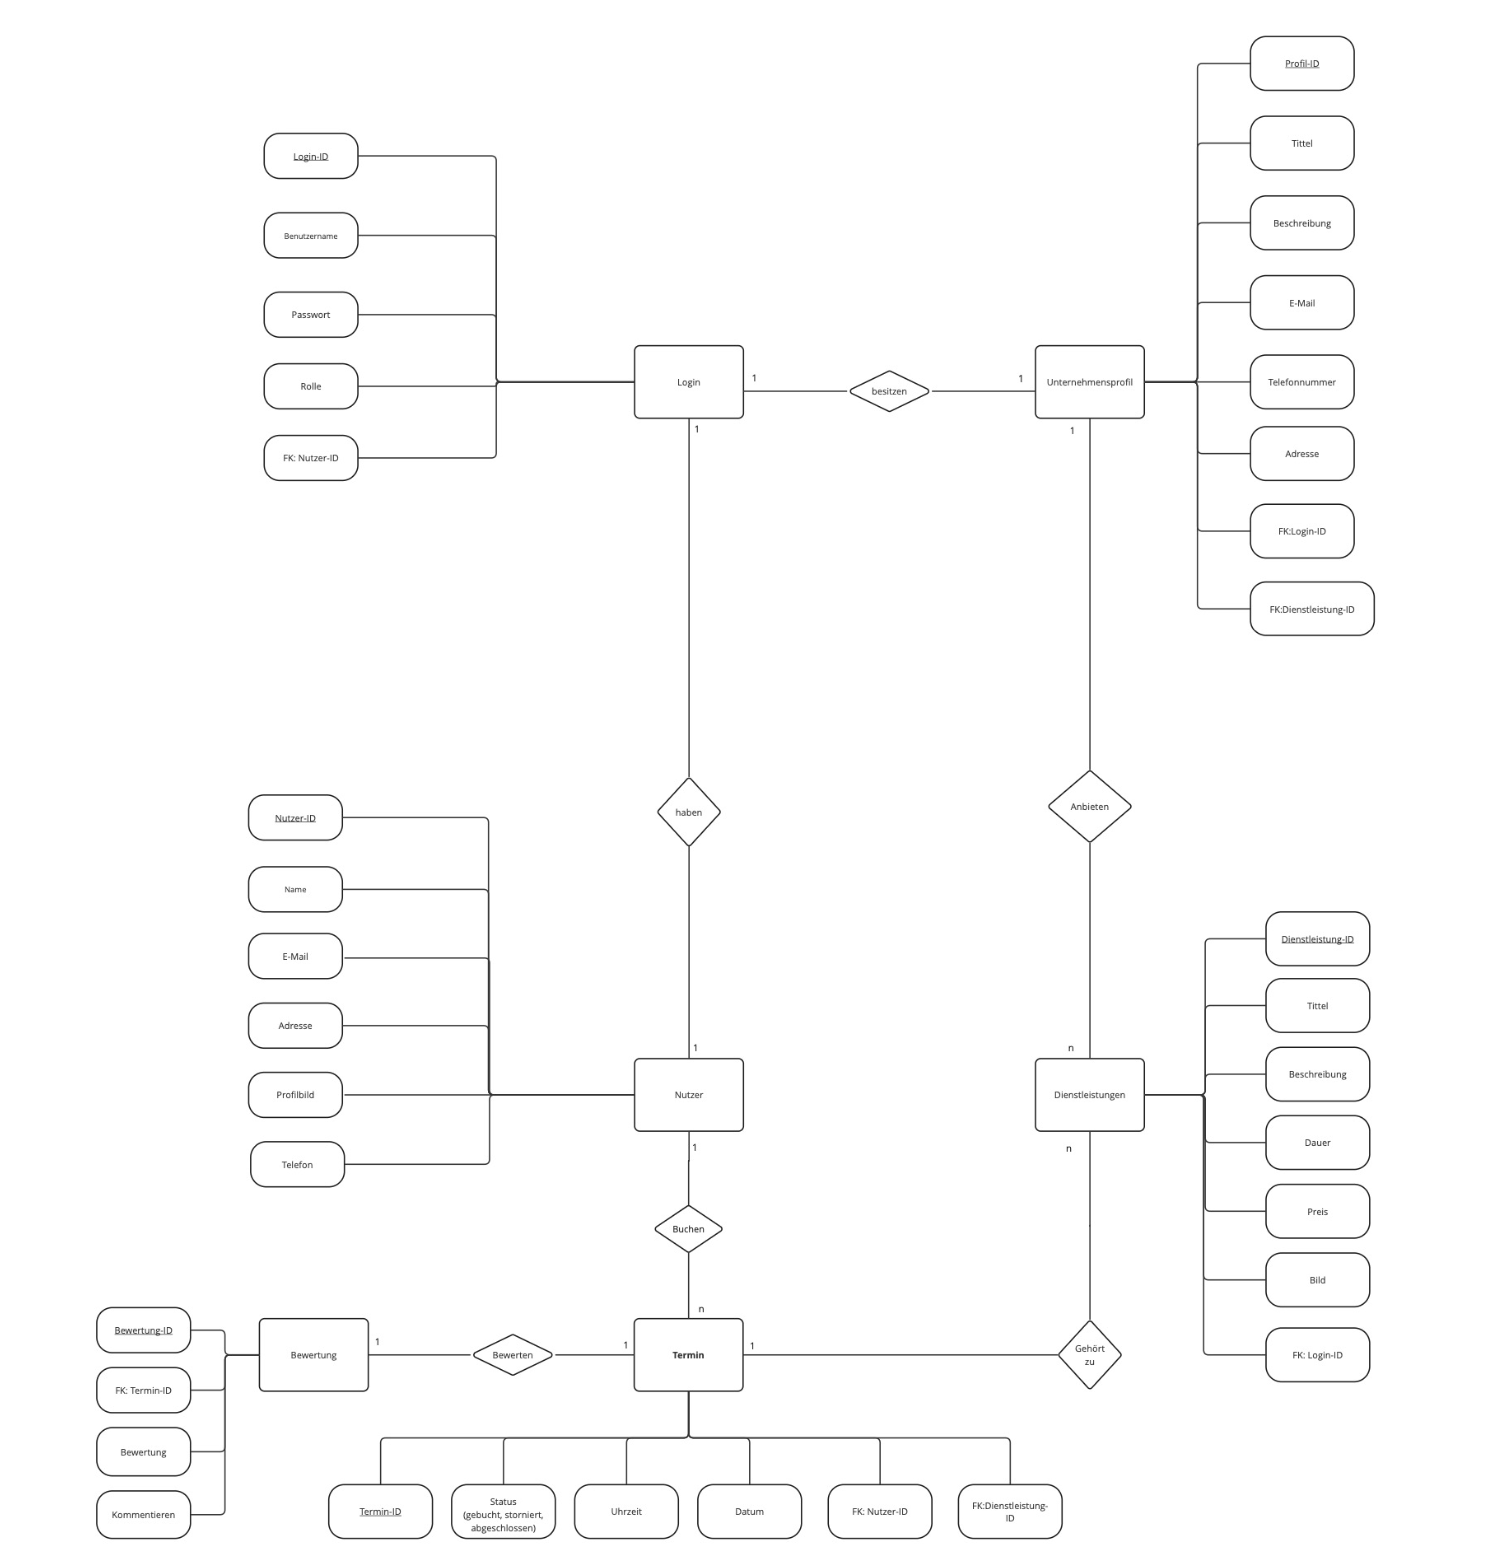 Profil-ID
Tittel
Beschreibung
E-Mail
Telefonnummer
Adresse
FK:Login-ID
FK:Dienstleistung-ID
Login-ID
Benutzername
Passwort
Rolle
FK: Nutzer-ID
Login
1
besitzen
1
Unternehmensprofil
1
1
haben
Anbieten
Nutzer-ID
Name
E-Mail
Adresse
Profilbild
Telefon
1
Nutzer
1
n
Dienstleistungen
n
Dienstleistung-ID
Tittel
Beschreibung
Dauer
Preis
Bild
FK: Login-ID
Buchen
n
Bewertung-ID
FK: Termin-ID
Bewertung
Kommentieren
Bewertung
1
Bewerten
1
Termin
1
Gehört
zu
Termin-ID
Status
(gebucht, storniert,
abgeschlossen)
Uhrzeit
Datum
FK: Nutzer-ID
FK:Dienstleistung-
ID